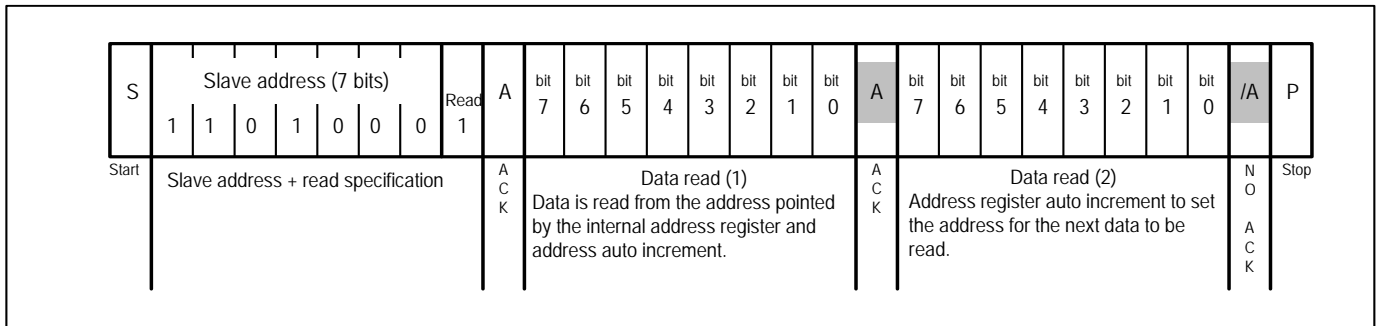 S
Slave address (7 bits)
1 1 0 1 0 0 0
Read
1
A
bit bit bit bit bit bit bit bit
7 6 5 4 3 2 1 0
A
bit bit bit bit bit bit bit bit
7 6 5 4 3 2 1 0
/A
P
Start
Slave address + read specification
A
C
K
Data read (1)
Data is read from the address pointed
by the internal address register and
address auto increment.
A
C
K
Data read (2)
Address register auto increment to set
the address for the next data to be
read.
N
O
A
C
K
Stop